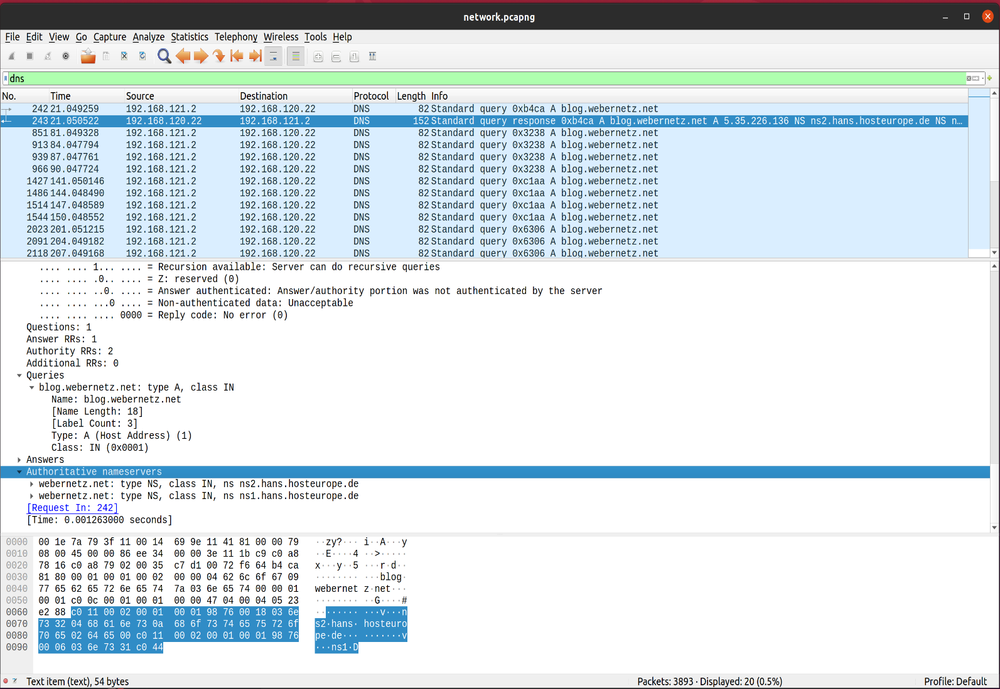 network.pcapng
File Edit View Go Capture Analyze Statistics Telephony Wireless Tools Help
dns
No. Time Source Destination Protocol Length Info
242 21.049259 192.168.121.2 192.168.120.22 DNS 82 Standard query 0xb4ca A blog.webernetz.net
243 21.050522 192.168.120.22 192.168.121.2 DNS 152 Standard query response 0xb4ca A blog.webernetz.net A 5.35.226.136 NS ns2.hans.hosteurope.de NS n…
851 81.049328 192.168.121.2 192.168.120.22 DNS 82 Standard query 0x3238 A blog.webernetz.net
913 84.047794 192.168.121.2 192.168.120.22 DNS 82 Standard query 0x3238 A blog.webernetz.net
939 87.047761 192.168.121.2 192.168.120.22 DNS 82 Standard query 0x3238 A blog.webernetz.net
966 90.047724 192.168.121.2 192.168.120.22 DNS 82 Standard query 0x3238 A blog.webernetz.net
1427 141.050146 192.168.121.2 192.168.120.22 DNS 82 Standard query 0xc1aa A blog.webernetz.net
1486 144.048490 192.168.121.2 192.168.120.22 DNS 82 Standard query 0xc1aa A blog.webernetz.net
1514 147.048589 192.168.121.2 192.168.120.22 DNS 82 Standard query 0xc1aa A blog.webernetz.net
1544 150.048552 192.168.121.2 192.168.120.22 DNS 82 Standard query 0xc1aa A blog.webernetz.net
2023 201.051215 192.168.121.2 192.168.120.22 DNS 82 Standard query 0x6306 A blog.webernetz.net
2091 204.049182 192.168.121.2 192.168.120.22 DNS 82 Standard query 0x6306 A blog.webernetz.net
2118 207.049168 192.168.121.2 192.168.120.22 DNS 82 Standard query 0x6306 A blog.webernetz.net
.... .... 1... .... = Recursion available: Server can do recursive queries
.... .... .0.. .... = Z: reserved (0)
.... .... ..0. .... = Answer authenticated: Answer/authority portion was not authenticated by the server
.... .... ...0 .... = Non-authenticated data: Unacceptable
.... .... .... 0000 = Reply code: No error (0)
Questions: 1
Answer RRs: 1
Authority RRs: 2
Additional RRs: 0
Queries
blog.webernetz.net: type A, class IN
Name: blog.webernetz.net
[Name Length: 18]
[Label Count: 3]
Type: A (Host Address) (1)
Class: IN (0x0001)
Answers
Authoritative nameservers
webernetz.net: type NS, class IN, ns ns2.hans.hosteurope.de
webernetz.net: type NS, class IN, ns ns1.hans.hosteurope.de
[Request In: 242]
[Time: 0.001263000 seconds]
0000 00 1e 7a 79 3f 11 00 14 69 9e 11 41 81 00 00 79 ··zy?··· i··A···y
0010 08 00 45 00 00 86 ee 34 00 00 3e 11 1b c9 c0 a8 ··E····4 ··>·····
0020 78 16 c0 a8 79 02 00 35 c7 d1 00 72 f6 64 b4 ca x···y··5 ···r·d··
0030 81 80 00 01 00 01 00 02 00 00 04 62 6c 6f 67 09 ········ ···blog·
0040 77 65 62 65 72 6e 65 74 7a 03 6e 65 74 00 00 01 webernet z·net···
0050 00 01 c0 0c 00 01 00 01 00 00 47 04 00 04 05 23 ········ ··G····#
0060 e2 88 c0 11 00 02 00 01 00 01 98 76 00 18 03 6e ········ ···v···n
0070 73 32 04 68 61 6e 73 0a 68 6f 73 74 65 75 72 6f s2·hans· hosteuro
0080 70 65 02 64 65 00 c0 11 00 02 00 01 00 01 98 76 pe·de··· ·······v
0090 00 06 03 6e 73 31 c0 44 ···ns1·D
Text item (text), 54 bytes Packets: 3893 · Displayed: 20 (0.5%) Profile: Default